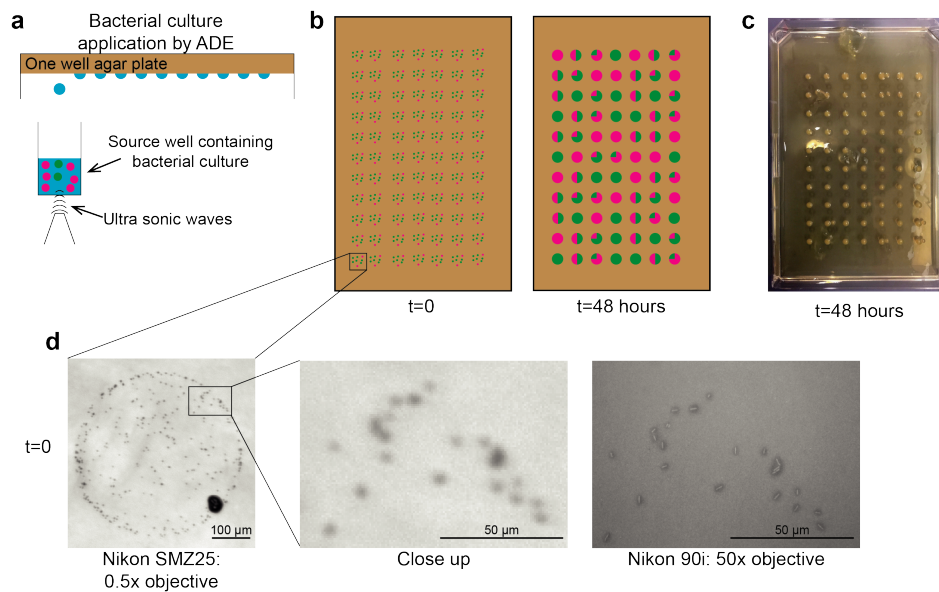 a
Bacterial culture
application by ADE
One well agar plate
Source well containing
bacterial culture
Ultra sonic waves
b
t=0
t=48 hours
c
t=48 hours
d
t=0
100 µm
Nikon SMZ25:
0.5x objective
50 µm
Close up
50 µm
Nikon 90i: 50x objective